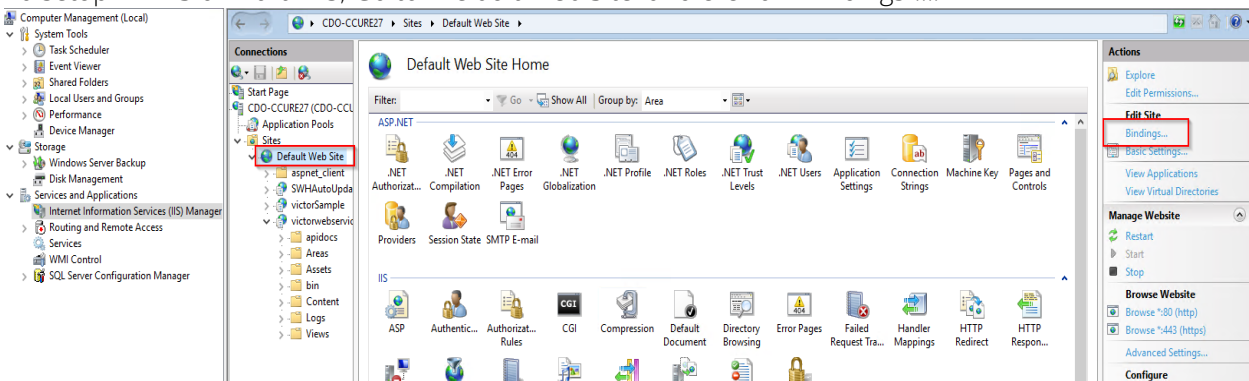 Computer Management (Local)
System Tools
Task Scheduler
Event Viewer
Shared Folders
Local Users and Groups
Performance
Device Manager
Storage
Windows Server Backup
Disk Management
Services and Applications
Internet Information Services (IIS) Manager
Routing and Remote Access
Services
WMI Control
SQL Server Configuration Manager
CDO-CCURE27 Sites Default Web Site
Connections
Start Page
CDO-CCURE27 (CDO-CCU
Application Pools
Sites
Default Web Site
aspnet_client
SWHAutoUpda
victorSample
victorwebservic
apidocs
Areas
Assets
bin
Content
Logs
Views
Default Web Site Home
Filter: Go Show All Group by: Area
ASP.NET
.NET Authorizat...
.NET Compilation
.NET Error Pages
.NET Globalization
.NET Profile
.NET Roles
.NET Trust Levels
.NET Users
Application Settings
Connection Strings
Machine Key
Pages and Controls
Providers
Session State
SMTP E-mail
IIS
ASP
Authentic...
Authorizat... Rules
CGI
Compression
Default Document
Directory Browsing
Error Pages
Failed Request Tra...
Handler Mappings
HTTP Redirect
HTTP Respon...
Actions
Explore
Edit Permissions...
Edit Site
Bindings...
Basic Settings...
View Applications
View Virtual Directories
Manage Website
Restart
Start
Stop
Browse Website
Browse *:80 (http)
Browse *:443 (https)
Advanced Settings...
Configure